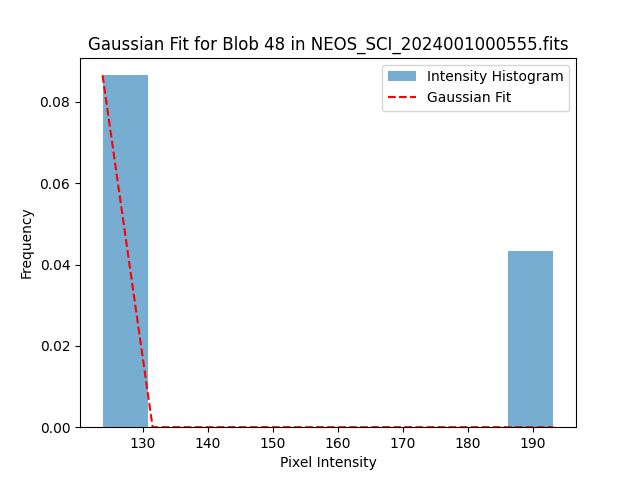 Gaussian Fit for Blob 48 in NEOS_SCI_2024001000555.fits
Intensity Histogram
Gaussian Fit
Frequency
0.08
0.06
0.04
0.02
0.00
130 140 150 160 170 180 190
Pixel Intensity